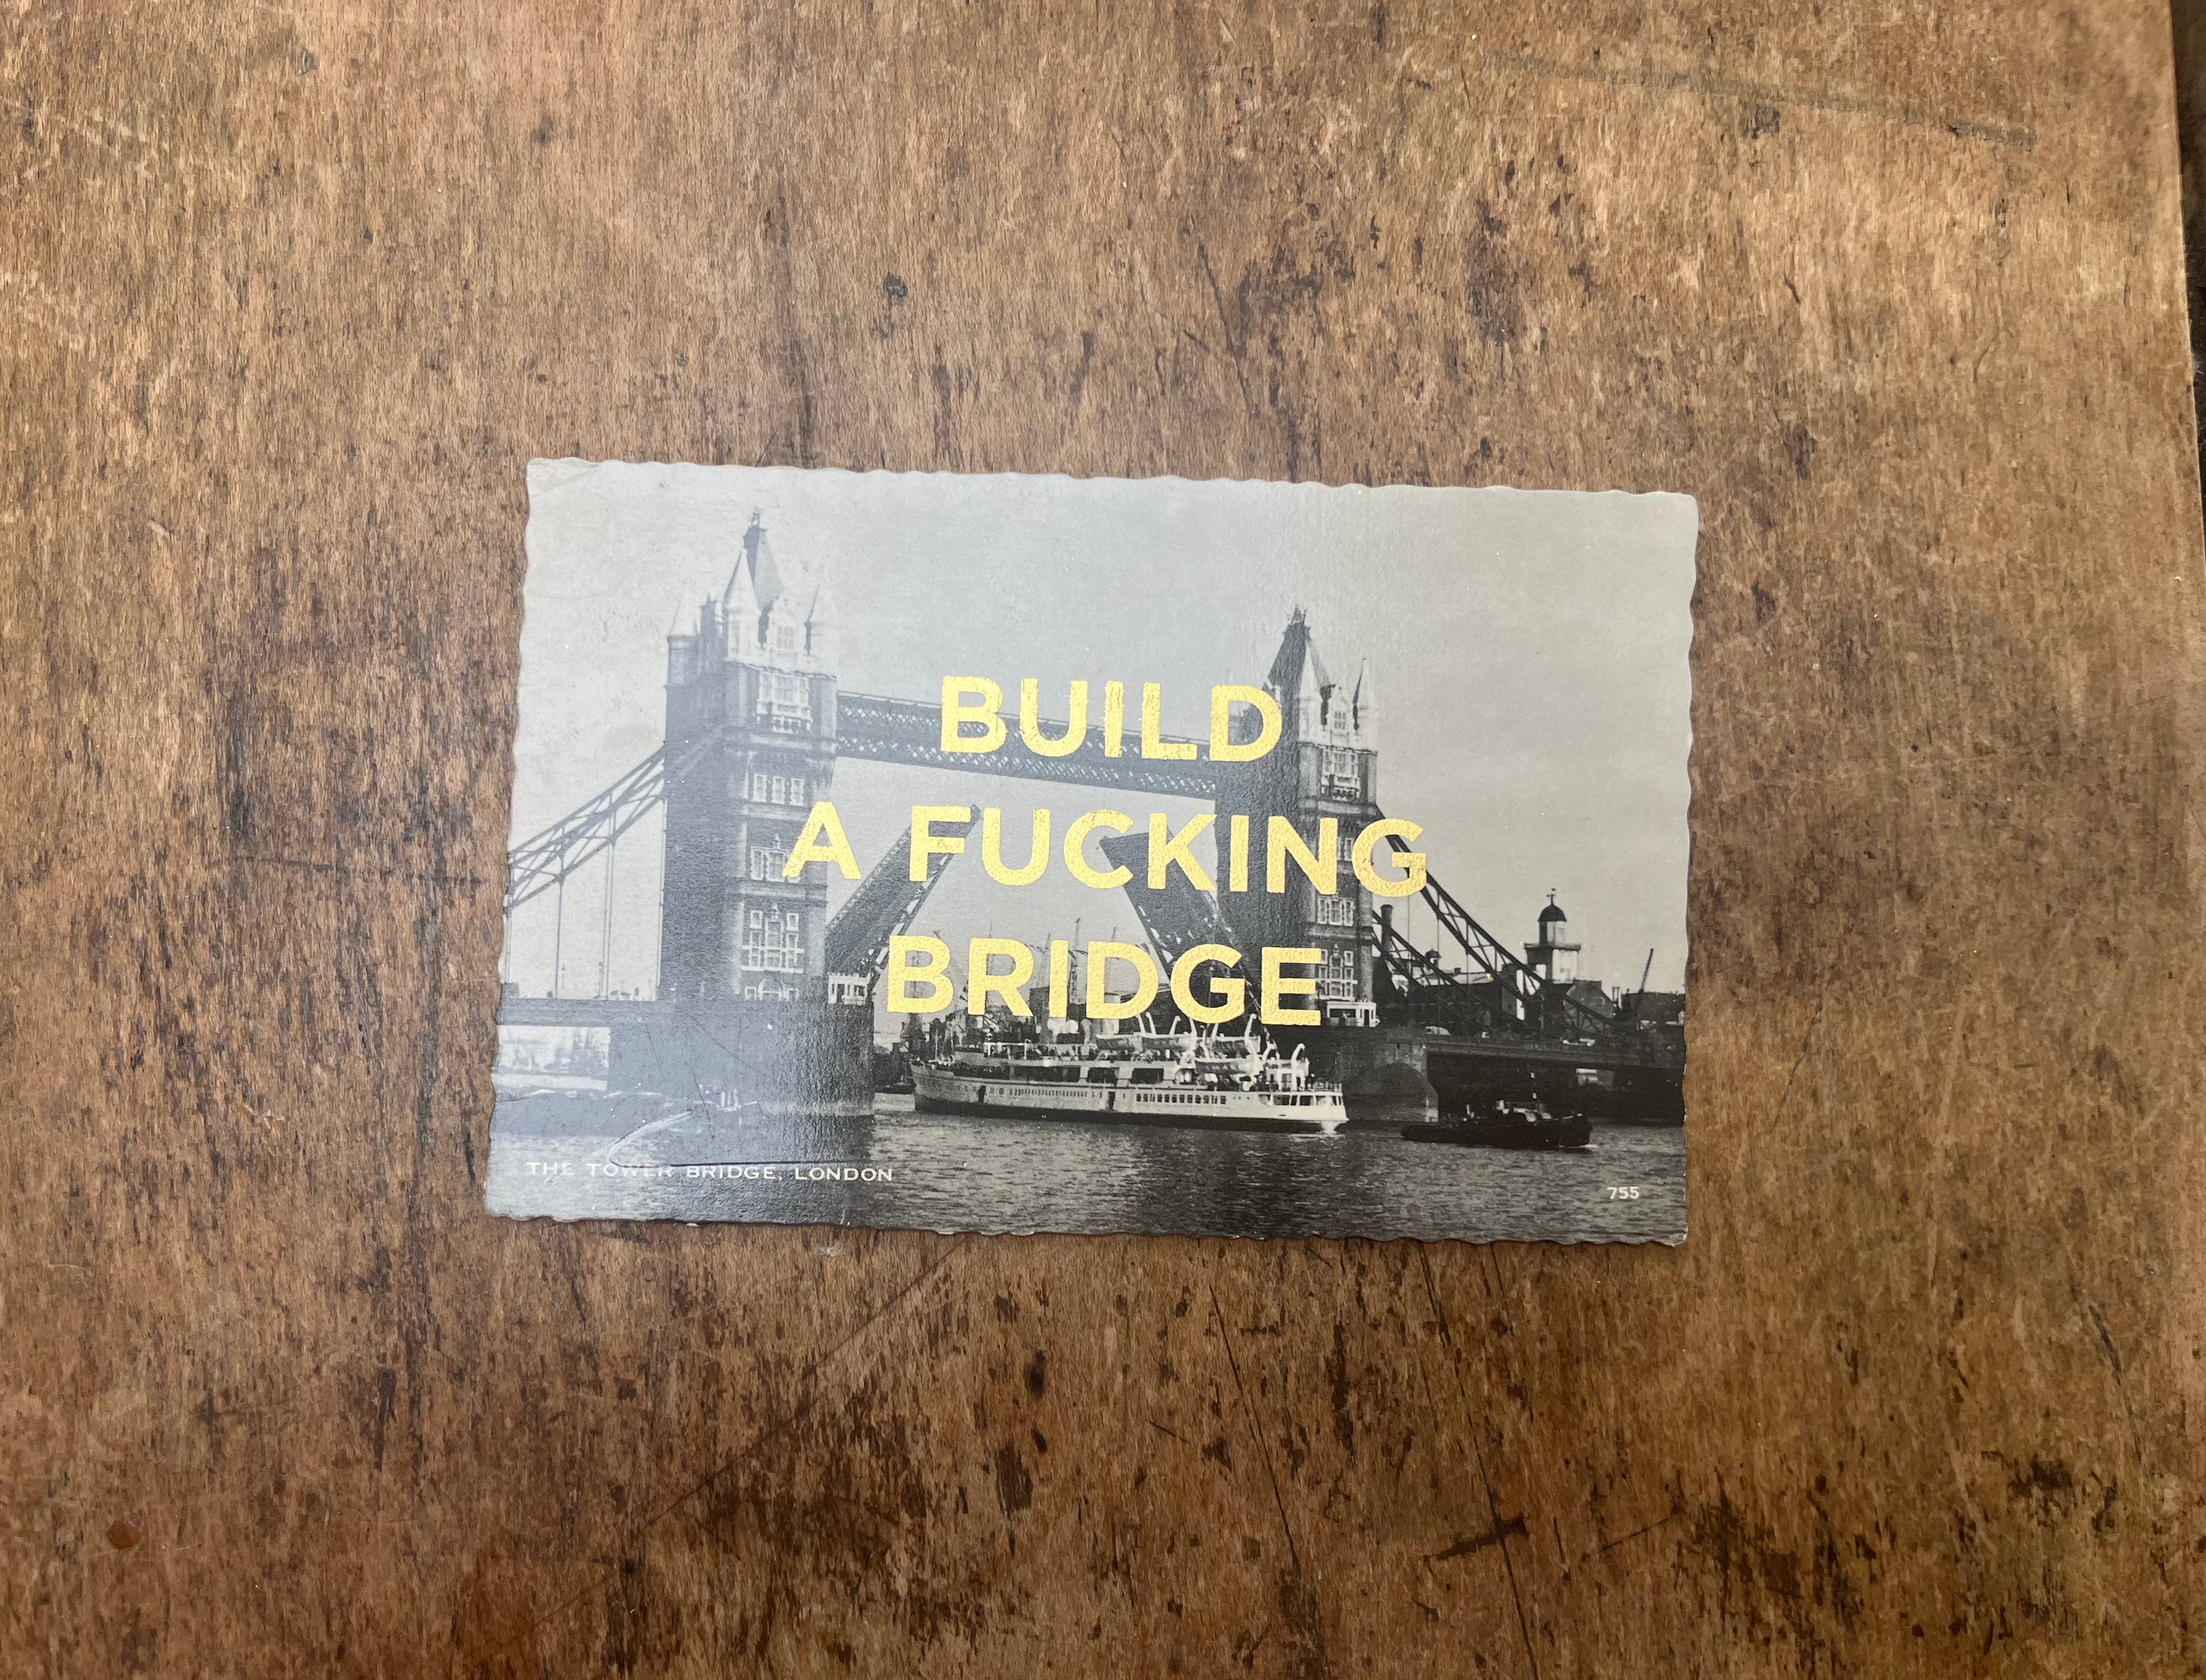 BUILD
A FUCKING
BRIDGE
THE TOWER BRIDGE, LONDON
755